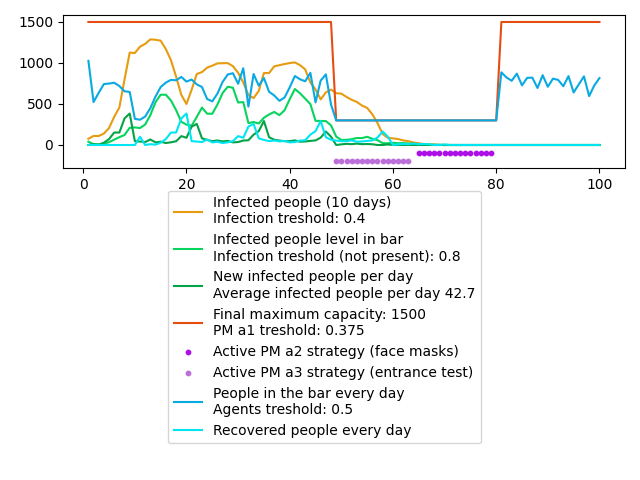 1500
1000
500
0
0 20 40 60 80 100
Infected people (10 days)
Infection treshold: 0.4
Infected people level in bar
Infection treshold (not present): 0.8
New infected people per day
Average infected people per day 42.7
Final maximum capacity: 1500
PM a1 treshold: 0.375
Active PM a2 strategy (face masks)
Active PM a3 strategy (entrance test)
People in the bar every day
Agents treshold: 0.5
Recovered people every day